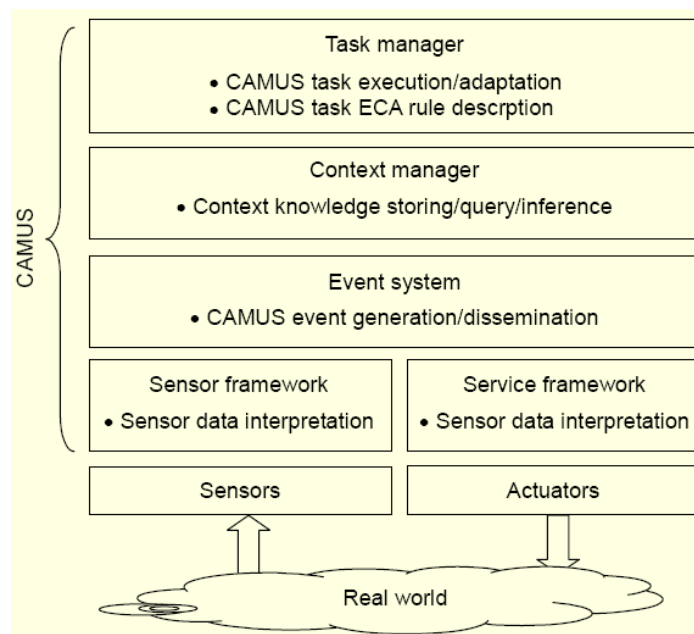 Task manager
• CAMUS task execution/adaptation
• CAMUS task ECA rule descrption
Context manager
• Context knowledge storing/query/inference
CAMUS
Event system
• CAMUS event generation/dissemination
Sensor framework
• Sensor data interpretation
Service framework
• Sensor data interpretation
Sensors
Actuators
Real world